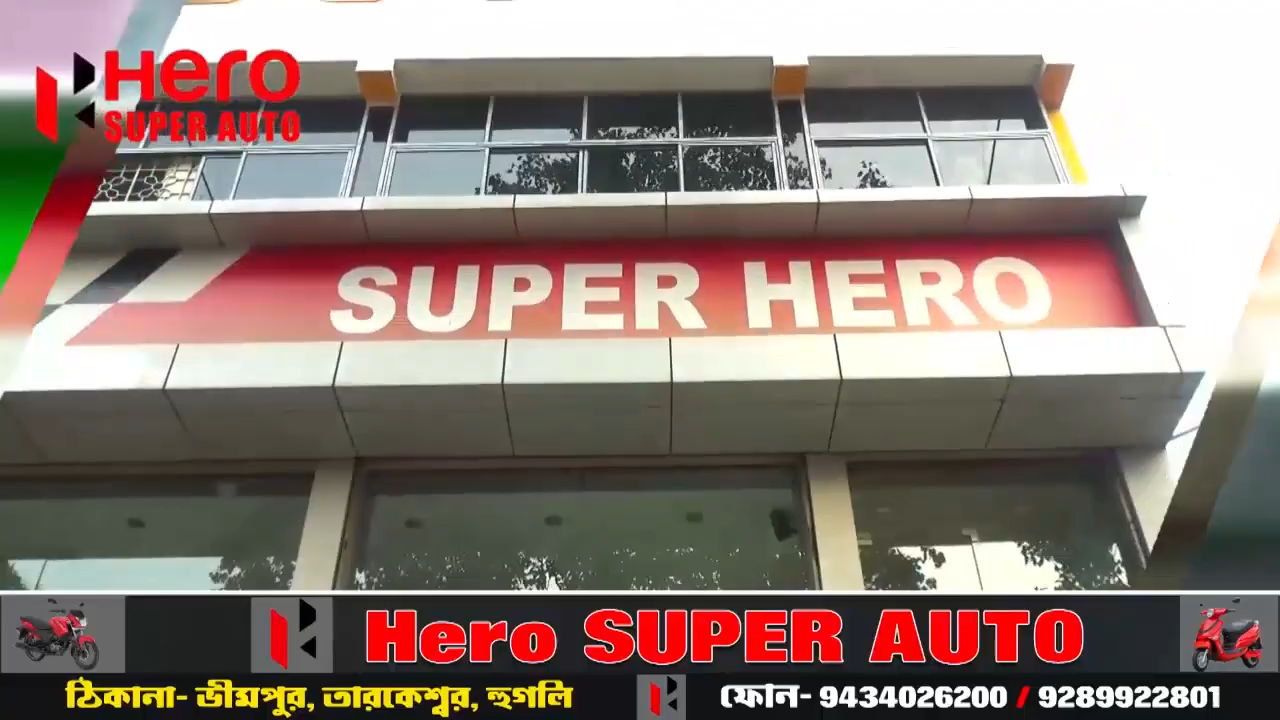 Hero
SUPER AUTO
SUPER HERO
Hero SUPER AUTO
ঠিকানা- ভীমপুর, তারকেশ্বর, হুগলি
ফোন- 9434026200 / 9289922801